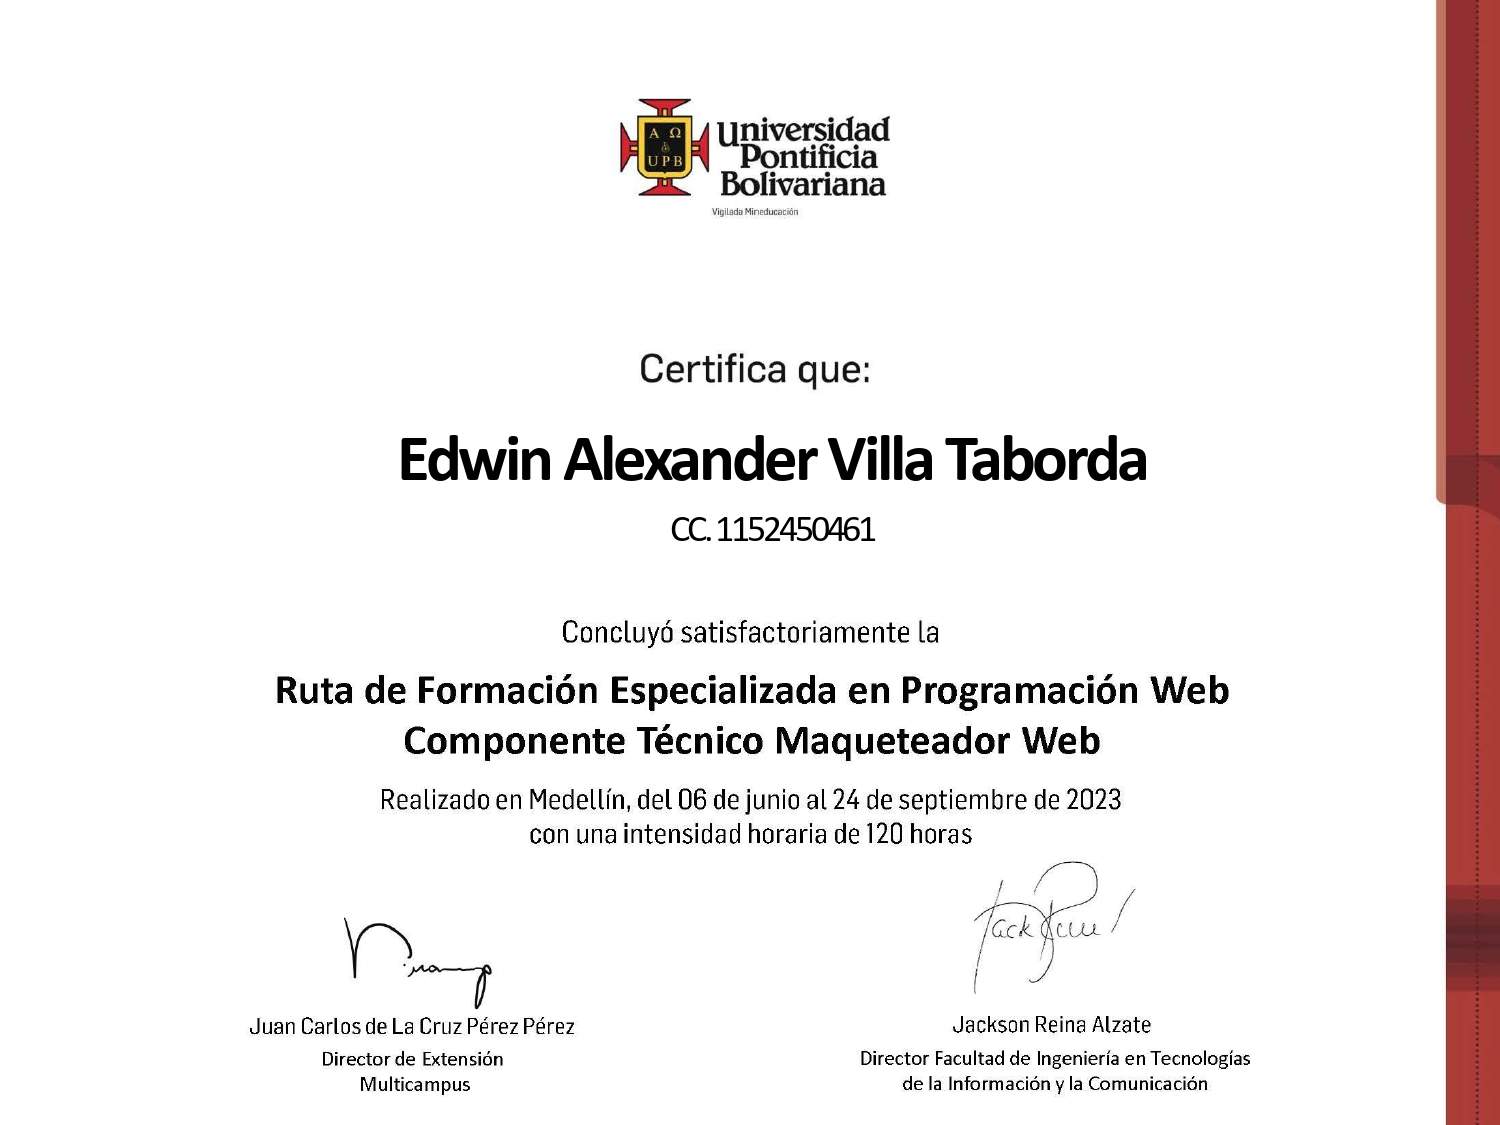 Α Ω
UPB
Universidad
Pontificia
Bolivariana
Vigilada Mineducación
Certifica que:
Edwin Alexander Villa Taborda
CC. 1152450461
Concluyó satisfactoriamente la
Ruta de Formación Especializada en Programación Web
Componente Técnico Maqueteador Web
Realizado en Medellín, del 06 de junio al 24 de septiembre de 2023
con una intensidad horaria de 120 horas
Juan Carlos de La Cruz Pérez Pérez
Director de Extensión
Multicampus
Jackson Reina Alzate
Director Facultad de Ingeniería en Tecnologías
de la Información y la Comunicación